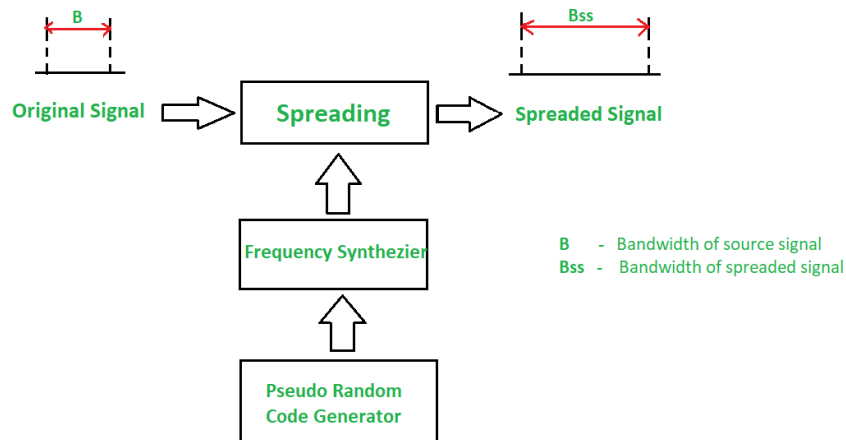 B
Bss
Original Signal
Spreading
Spreaded Signal
Frequency Synthezier
B - Bandwidth of source signal
Bss - Bandwidth of spreaded signal
Pseudo Random
Code Generator